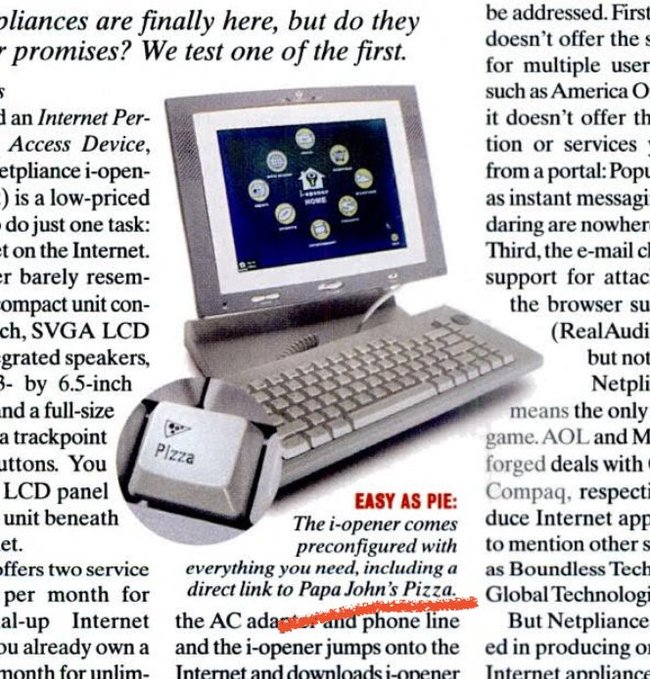 pliances are finally here, but do they
r promises? We test one of the first.
s
d an Internet Per-
Access Device,
etpliance i-open-
t) is a low-priced
o do just one task:
et on the Internet.
er barely resem-
compact unit con-
ch, SVGA LCD
egrated speakers,
3- by 6.5-inch
and a full-size
a trackpoint
uttons. You
LCD panel
unit beneath
et.
offers two service
per month for
al-up Internet
ou already own a
month for unlim-
i-opener
HOME
Pizza
EASY AS PIE:
The i-opener comes
preconfigured with
everything you need, including a
direct link to Papa John's Pizza.
the AC adapter and phone line
and the i-opener jumps onto the
Internet and downloads i-opener
be addressed. First
doesn't offer the s
for multiple user
such as America O
it doesn't offer th
tion or services y
from a portal: Popu
as instant messagi
daring are nowhere
Third, the e-mail cl
support for attac
the browser su
(RealAudi
but not
Netpli
means the only
game. AOL and M
forged deals with
Compaq, respecti
duce Internet app
to mention other s
as Boundless Tech
Global Technologi
But Netpliance
ed in producing or
Internet appliance